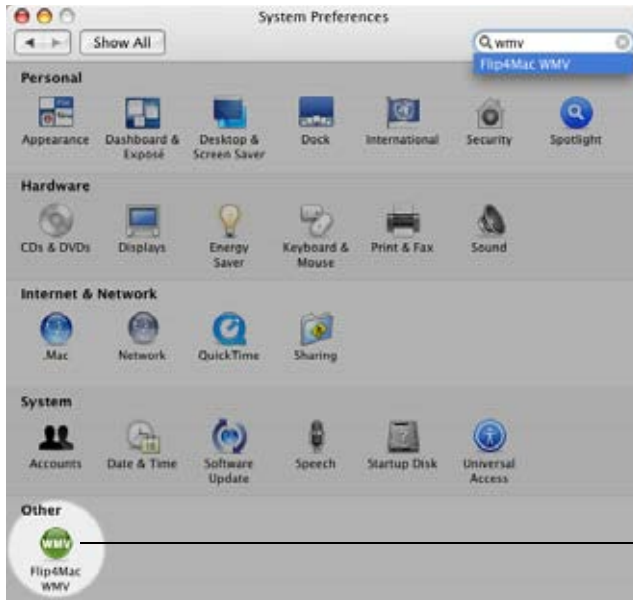 System Preferences
Show All
wmv
Flip4Mac WMV
Personal
Appearance
Dashboard &
Exposé
Desktop &
Screen Saver
Dock
International
Security
Spotlight
Hardware
CDs & DVDs
Displays
Energy
Saver
Keyboard &
Mouse
Print & Fax
Sound
Internet & Network
.Mac
Network
QuickTime
Sharing
System
Accounts
Date & Time
Software
Update
Speech
Startup Disk
Universal
Access
Other
WMV
Flip4Mac
WMV